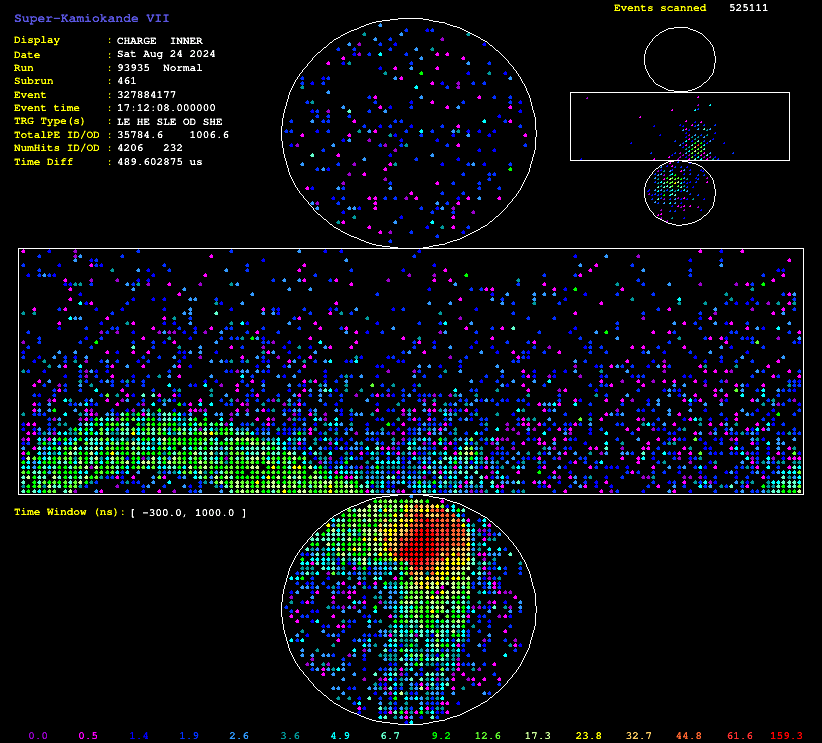 Super-Kamiokande VII
Events scanned 525111
Display : CHARGE INNER
Date : Sat Aug 24 2024
Run : 93935 Normal
Subrun : 461
Event : 327884177
Event time : 17:12:08.000000
TRG Type(s) : LE HE SLE OD SHE
TotalPE ID/OD : 35784.6 1006.6
NumHits ID/OD : 4206 232
Time Diff : 489.602875 us
Time Window (ns): [ -300.0, 1000.0 ]
0.0 0.5 1.4 1.9 2.6 3.6 4.9 6.7 9.2 12.6 17.3 23.8 32.7 44.8 61.6 159.3